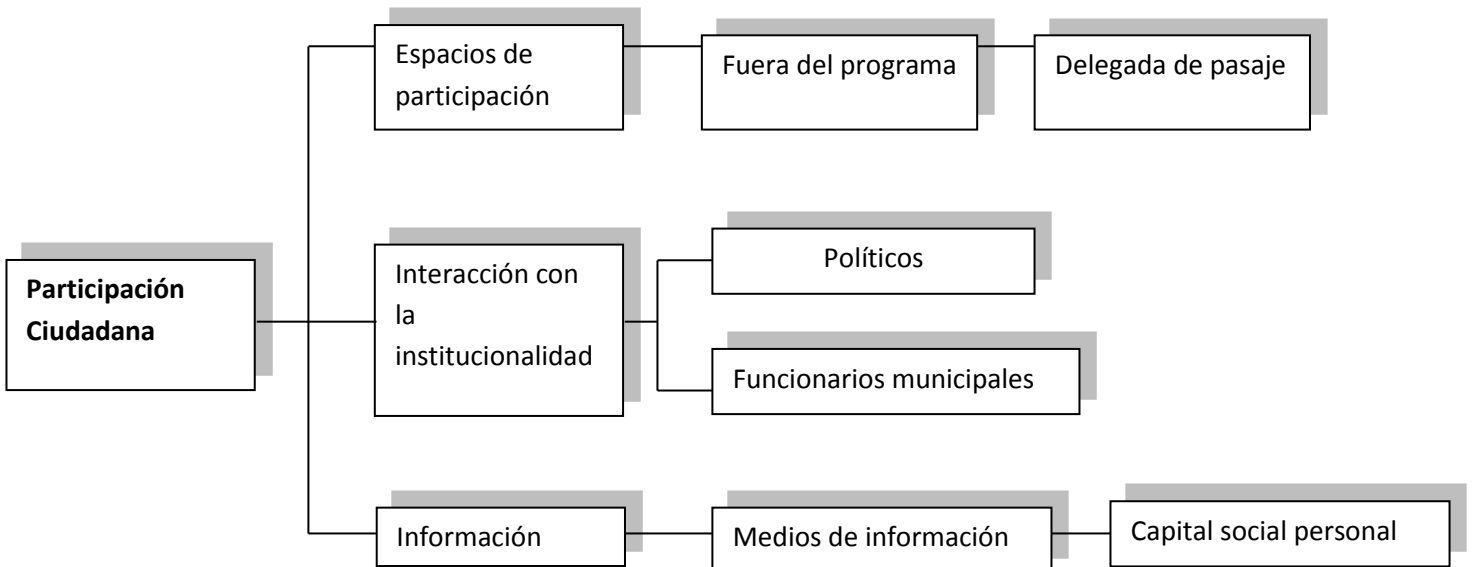 Espacios de
participación
Fuera del programa
Delegada de pasaje
Participación
Ciudadana
Interacción con
la
institucionalidad
Políticos
Funcionarios municipales
Información
Medios de información
Capital social personal